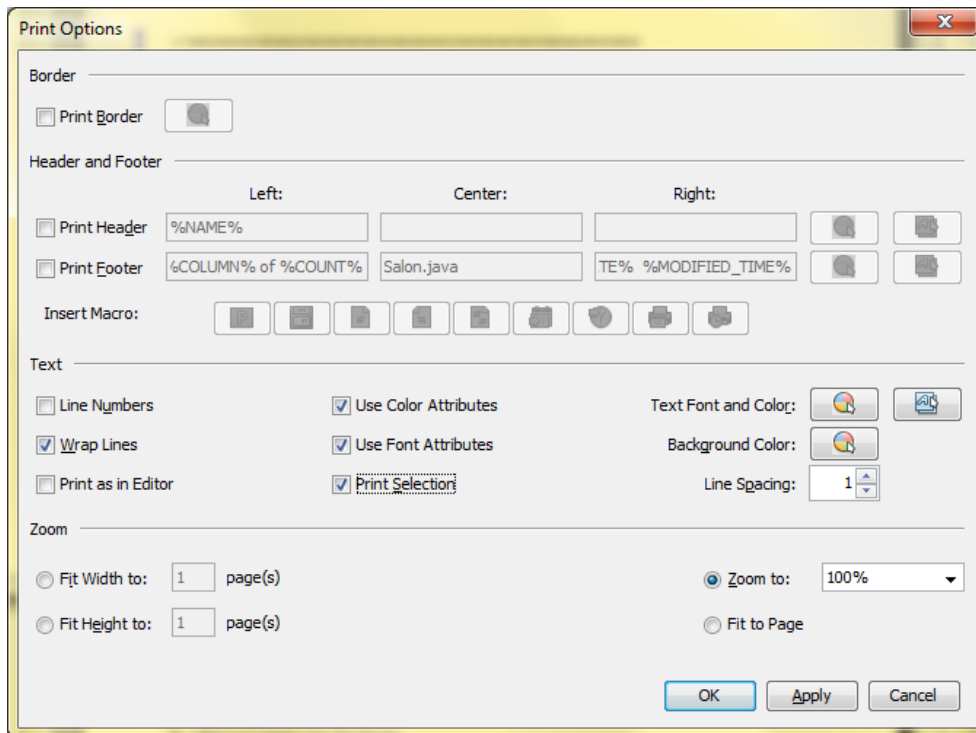 Print Options
Border
Print Border
Header and Footer
Left: Center: Right:
Print Header %NAME%
Print Footer %COLUMN% of %COUNT% Salon.java TE% %MODIFIED_TIME%
Insert Macro:
Text
Line Numbers Use Color Attributes Text Font and Color:
Wrap Lines Use Font Attributes Background Color:
Print as in Editor Print Selection Line Spacing: 1
Zoom
Fit Width to: 1 page(s) Zoom to: 100%
Fit Height to: 1 page(s) Fit to Page
OK Apply Cancel